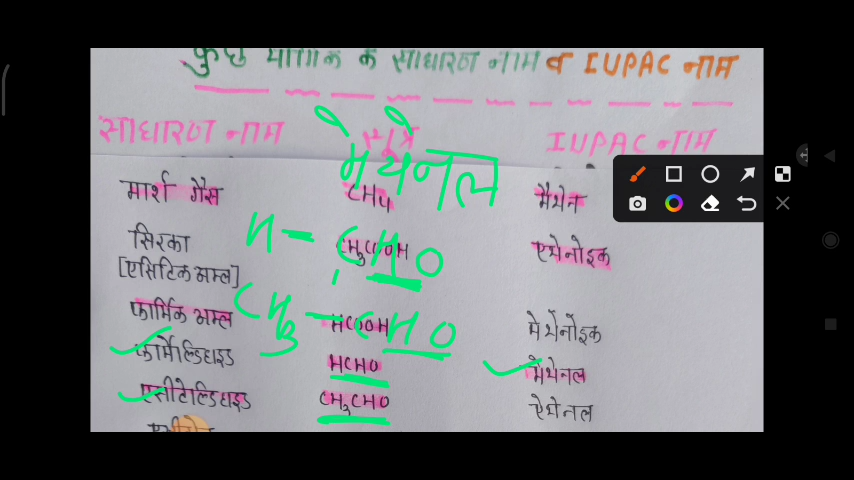 कुछ यौगिक के साधारण नाम व IUPAC नाम
साधारण नाम सूत्र IUPAC नाम
मेथेनल
मार्श गैस CH4 मैथेन
H - CHO
सिरका CH3COOH एथेनोइक
[एसिटिक अम्ल]
CH3 - CHO
फार्मिक अम्ल HCOOH मेथेनोइक
फार्मेल्डिहाइड HCHO मेथेनल
एसीटेल्डिहाइड CH3CHO ऐथेनल